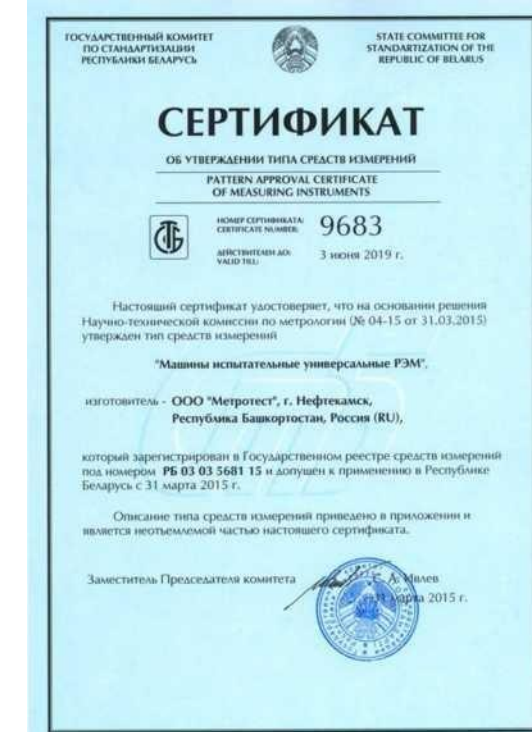 ГОСУДАРСТВЕННЫЙ КОМИТЕТ
ПО СТАНДАРТИЗАЦИИ
РЕСПУБЛИКИ БЕЛАРУСЬ
STATE COMMITTEE FOR
STANDARTIZATION OF THE
REPUBLIC OF BELARUS
СЕРТИФИКАТ
ОБ УТВЕРЖДЕНИИ ТИПА СРЕДСТВ ИЗМЕРЕНИЙ
PATTERN APPROVAL CERTIFICATE
OF MEASURING INSTRUMENTS
НОМЕР СЕРТИФИКАТА:
CERTIFICATE NUMBER:
9683
ДЕЙСТВИТЕЛЕН ДО:
VALID TILL:
3 июня 2019 г.
Настоящий сертификат удостоверяет, что на основании решения
Научно-технической комиссии по метрологии (№ 04-15 от 31.03.2015)
утвержден тип средств измерений
"Машины испытательные универсальные РЭМ",
изготовитель - ООО "Метротест", г. Нефтекамск,
Республика Башкортостан, Россия (RU),
который зарегистрирован в Государственном реестре средств измерений
под номером РБ 03 03 5681 15 и допущен к применению в Республике
Беларусь с 31 марта 2015 г.
Описание типа средств измерений приведено в приложении и
является неотъемлемой частью настоящего сертификата.
Заместитель Председателя комитета
А. Ивлев
31 марта 2015 г.